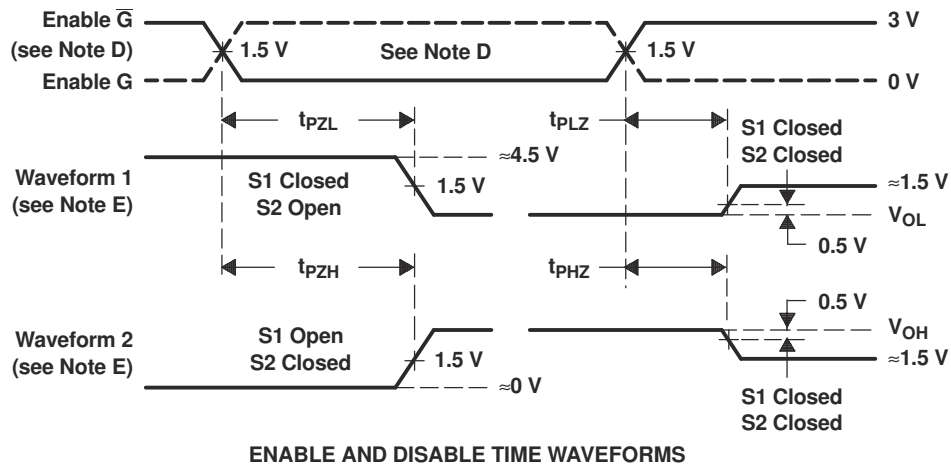 Enable G̅
(see Note D)
Enable G
1.5 V
See Note D
1.5 V
3 V
0 V
tPZL
tPLZ
S1 Closed
S2 Closed
Waveform 1
(see Note E)
S1 Closed
S2 Open
≈4.5 V
1.5 V
≈1.5 V
VOL
0.5 V
tPZH
tPHZ
0.5 V
Waveform 2
(see Note E)
S1 Open
S2 Closed
1.5 V
≈0 V
VOH
≈1.5 V
S1 Closed
S2 Closed
ENABLE AND DISABLE TIME WAVEFORMS